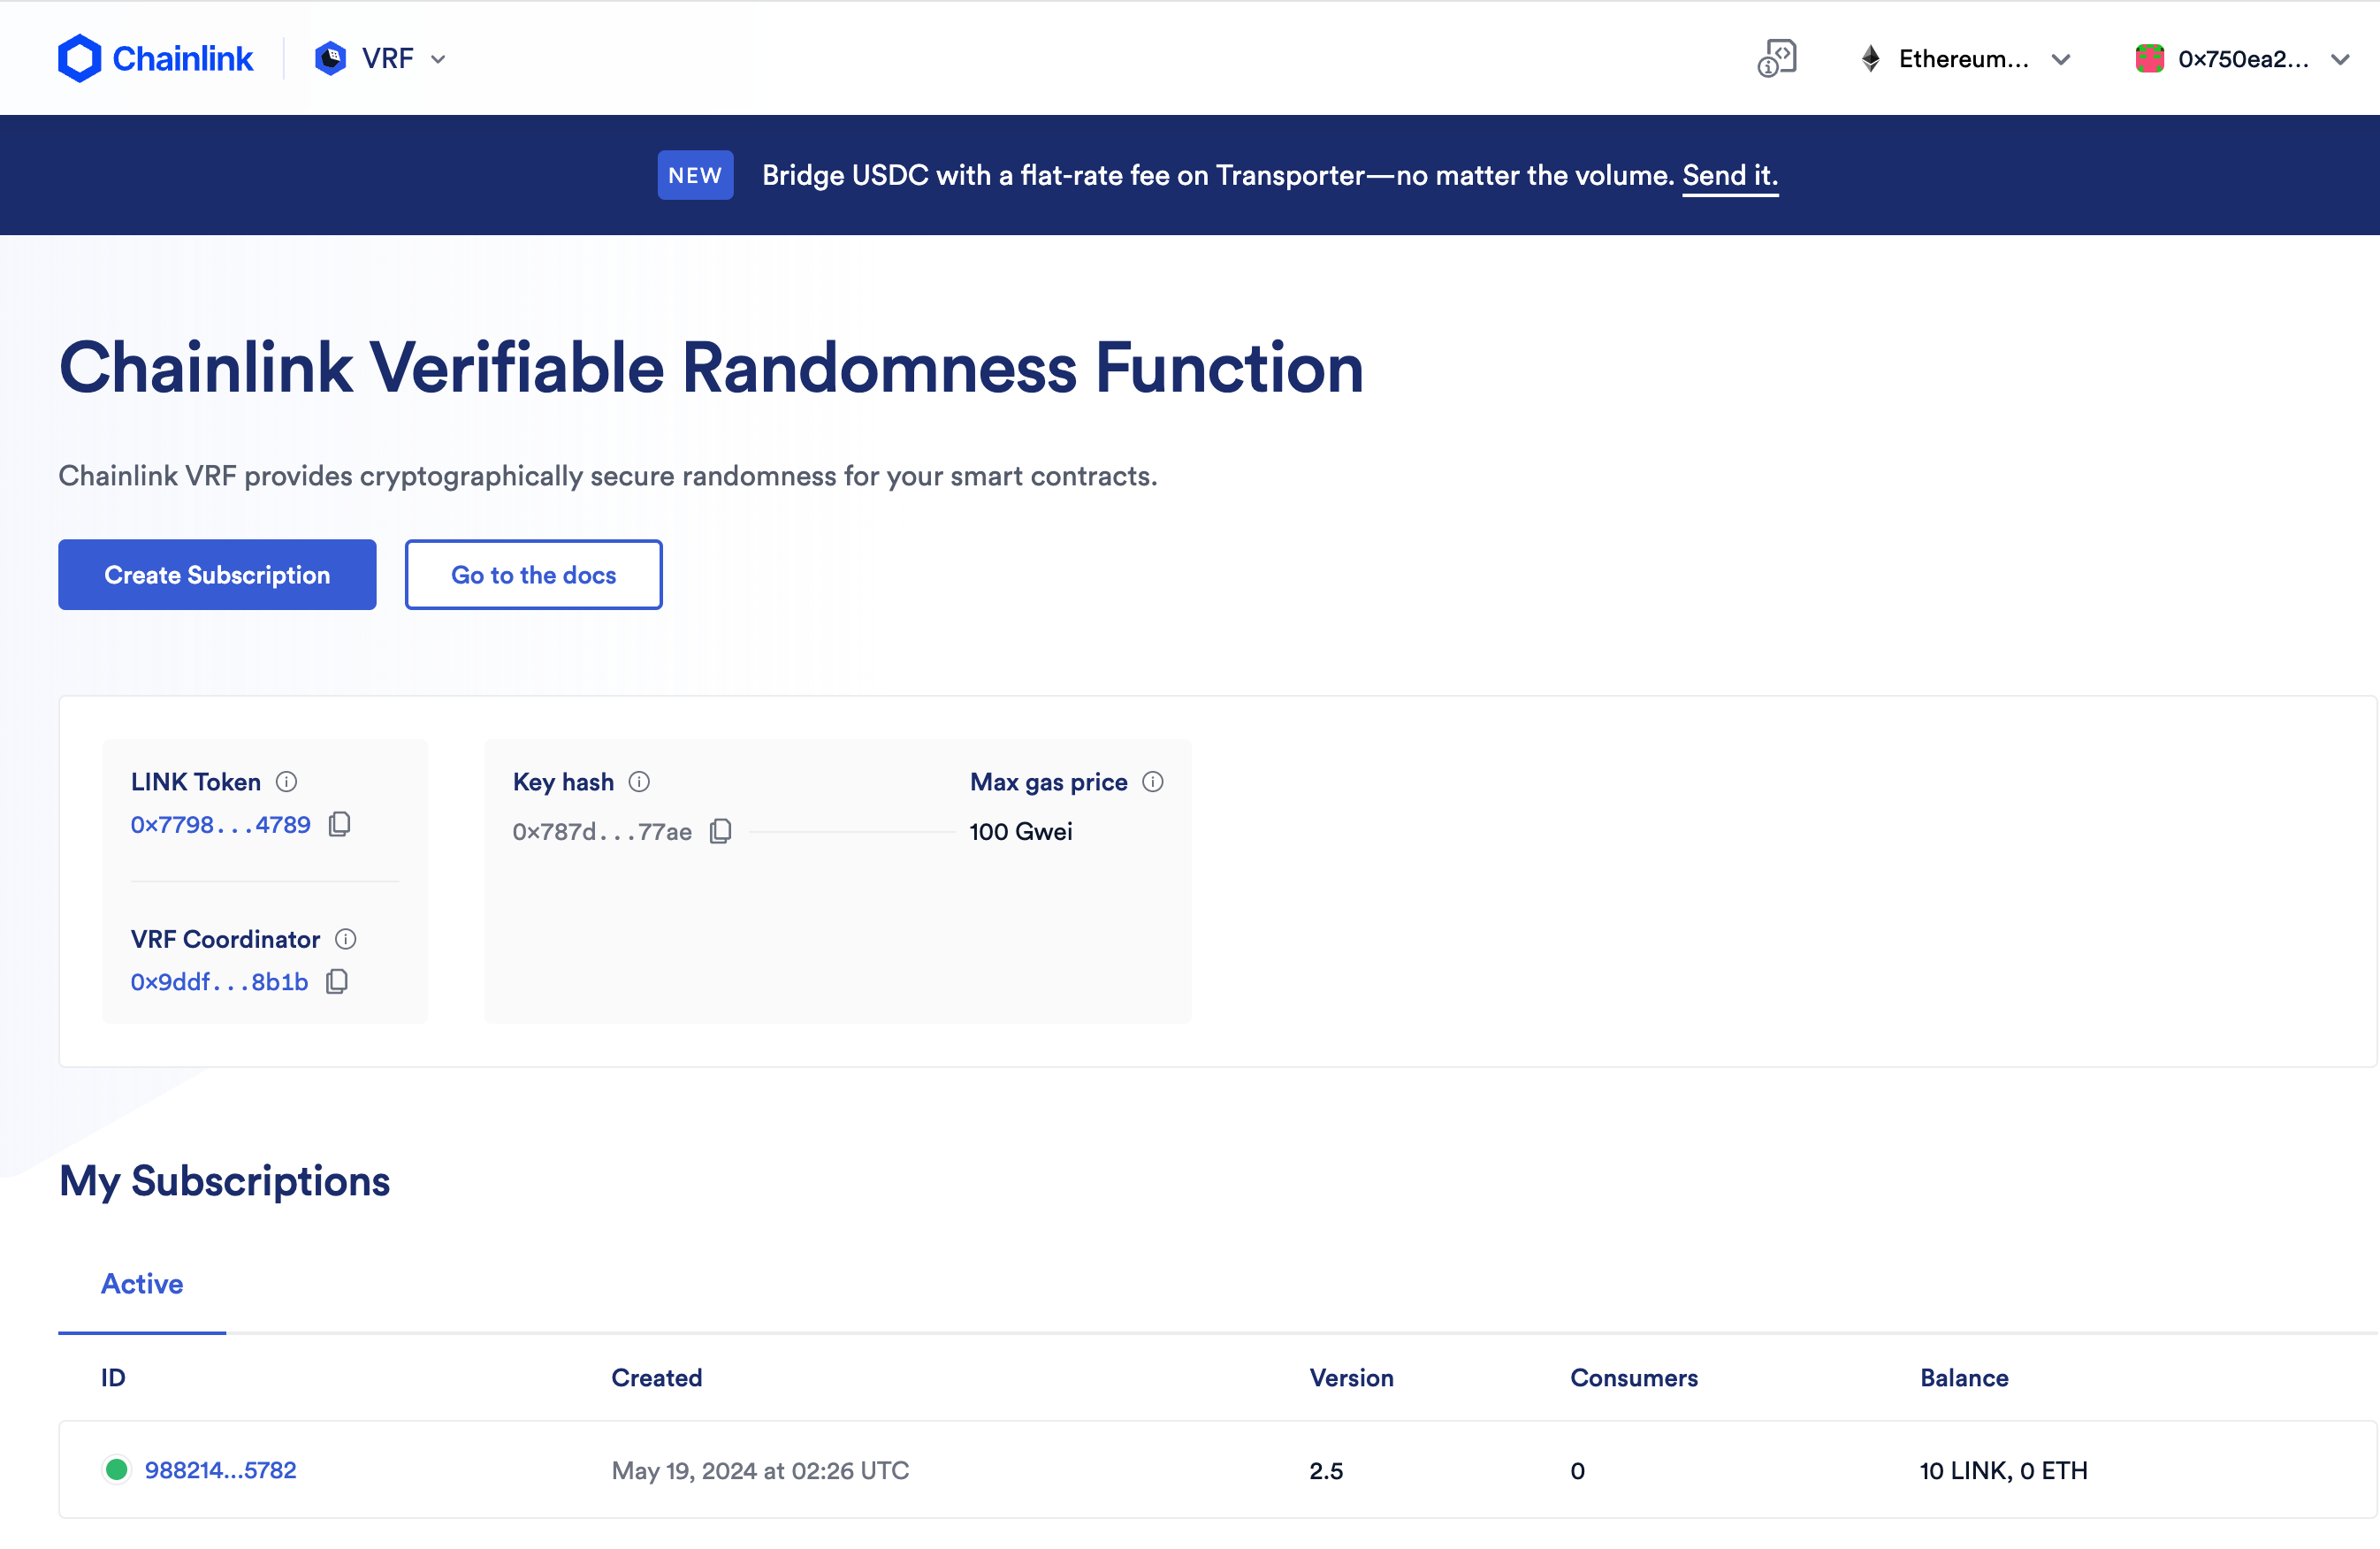 Chainlink VRF Ethereum... 0x750ea2...
NEW Bridge USDC with a flat-rate fee on Transporter—no matter the volume. Send it.
Chainlink Verifiable Randomness Function
Chainlink VRF provides cryptographically secure randomness for your smart contracts.
Create Subscription Go to the docs
LINK Token Key hash Max gas price
0x7798...4789 0x787d...77ae 100 Gwei
VRF Coordinator
0x9ddf...8b1b
My Subscriptions
Active
ID Created Version Consumers Balance
988214...5782 May 19, 2024 at 02:26 UTC 2.5 0 10 LINK, 0 ETH